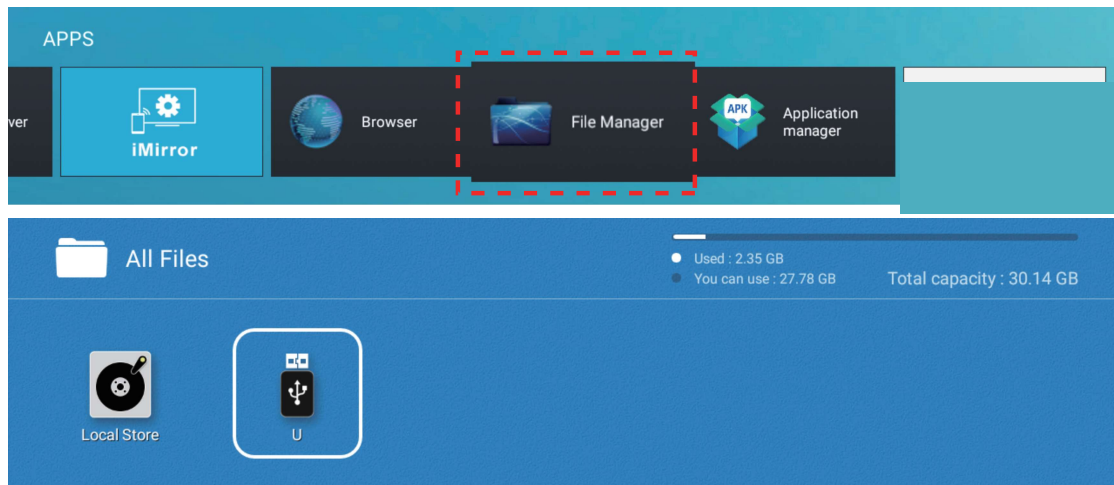 APPS
ver
iMirror
Browser
File Manager
APK
Application
manager
All Files
Used : 2.35 GB
You can use : 27.78 GB
Total capacity : 30.14 GB
Local Store
U